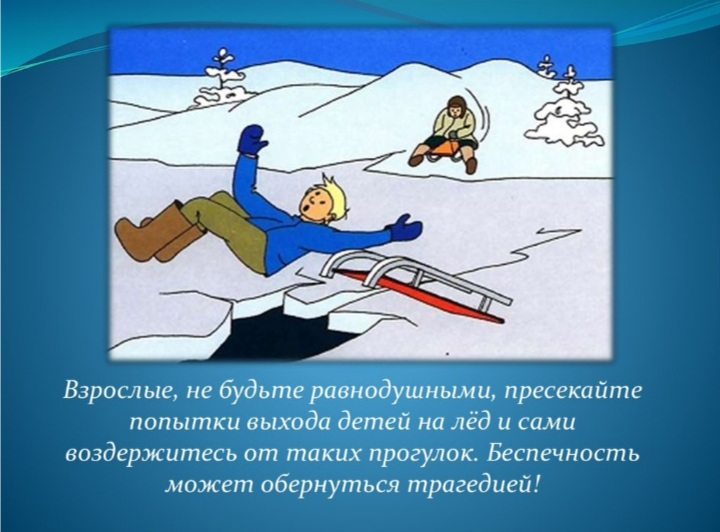 Взрослые, не будьте равнодушными, пресекайте
попытки выхода детей на лёд и сами
воздержитесь от таких прогулок. Беспечность
может обернуться трагедией!